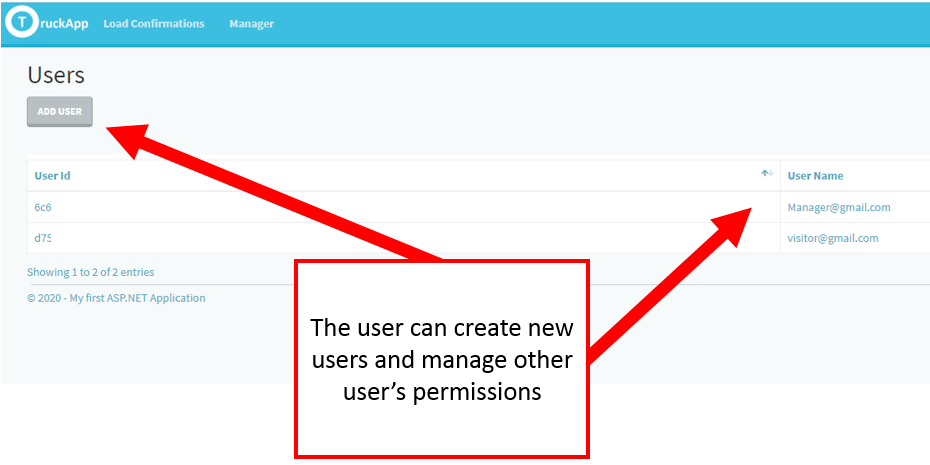 TruckApp Load Confirmations Manager
Users
ADD USER
User Id User Name
6c6 Manager@gmail.com
d75 visitor@gmail.com
Showing 1 to 2 of 2 entries
© 2020 - My first ASP.NET Application
The user can create new
users and manage other
user’s permissions